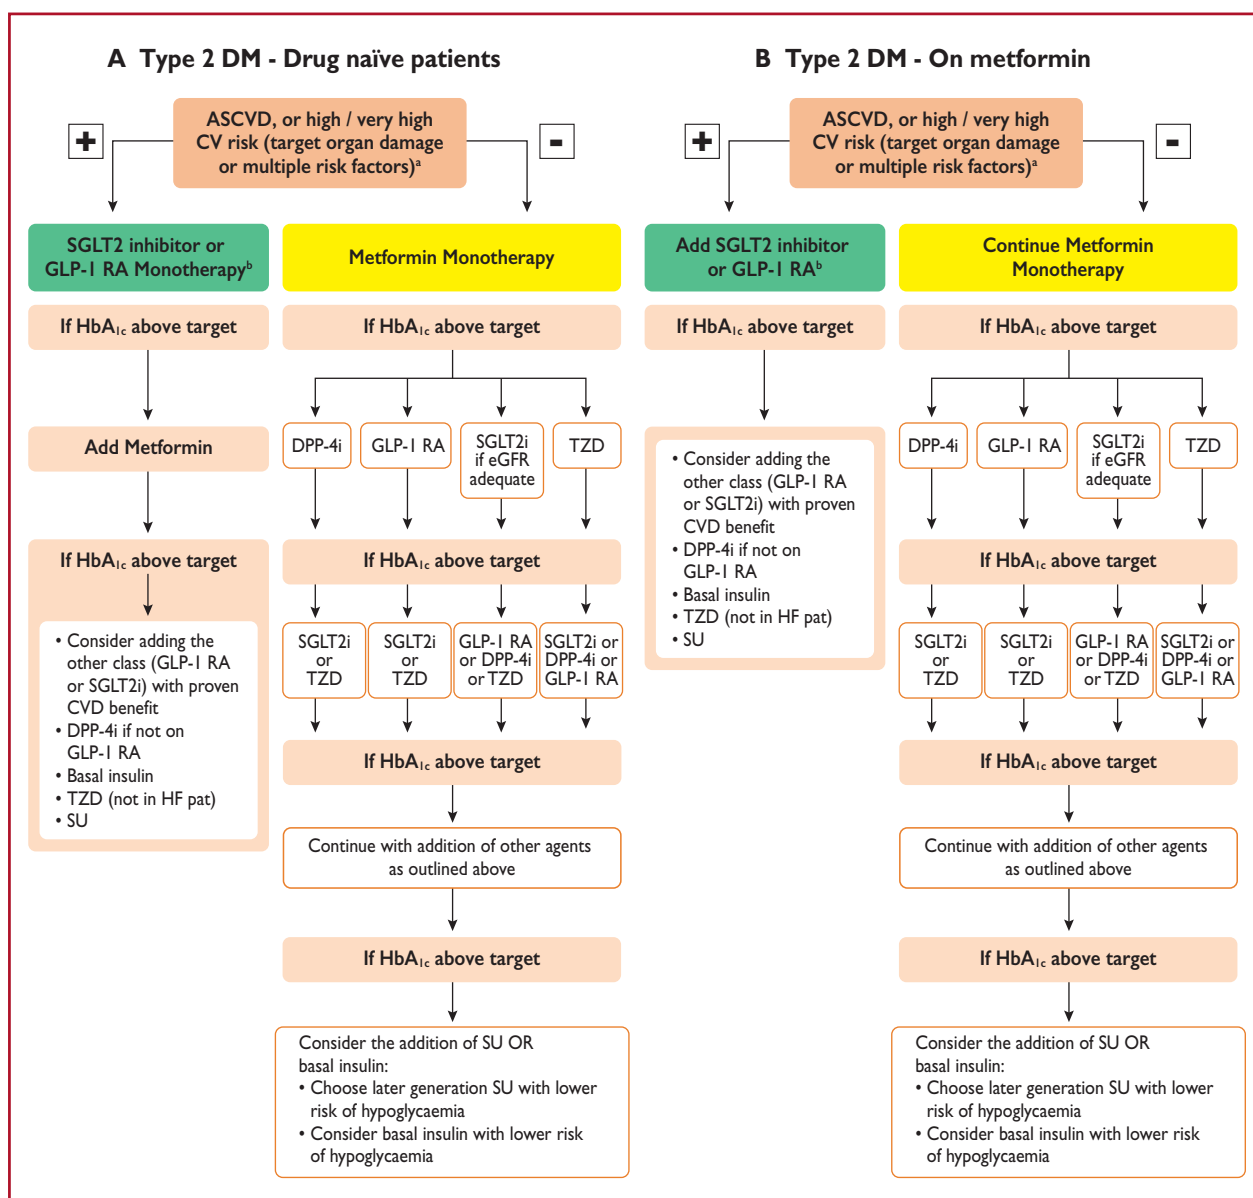 A Type 2 DM - Drug naïve patients
+
ASCVD, or high / very high
CV risk (target organ damage
or multiple risk factors)a
-
SGLT2 inhibitor or
GLP-1 RA Monotherapyb
If HbA1c above target
Add Metformin
If HbA1c above target
• Consider adding the
other class (GLP-1 RA
or SGLT2i) with proven
CVD benefit
• DPP-4i if not on
GLP-1 RA
• Basal insulin
• TZD (not in HF pat)
• SU
Metformin Monotherapy
If HbA1c above target
DPP-4i
GLP-1 RA
SGLT2i
if eGFR
adequate
TZD
If HbA1c above target
SGLT2i
or
TZD
SGLT2i
or
TZD
GLP-1 RA
or DPP-4i
or TZD
SGLT2i or
DPP-4i or
GLP-1 RA
If HbA1c above target
Continue with addition of other agents
as outlined above
If HbA1c above target
Consider the addition of SU OR
basal insulin:
• Choose later generation SU with lower
risk of hypoglycaemia
• Consider basal insulin with lower risk
of hypoglycaemia
B Type 2 DM - On metformin
+
ASCVD, or high / very high
CV risk (target organ damage
or multiple risk factors)a
-
Add SGLT2 inhibitor
or GLP-1 RAb
If HbA1c above target
• Consider adding the
other class (GLP-1 RA
or SGLT2i) with proven
CVD benefit
• DPP-4i if not on
GLP-1 RA
• Basal insulin
• TZD (not in HF pat)
• SU
Continue Metformin
Monotherapy
If HbA1c above target
DPP-4i
GLP-1 RA
SGLT2i
if eGFR
adequate
TZD
If HbA1c above target
SGLT2i
or
TZD
SGLT2i
or
TZD
GLP-1 RA
or DPP-4i
or TZD
SGLT2i or
DPP-4i or
GLP-1 RA
If HbA1c above target
Continue with addition of other agents
as outlined above
If HbA1c above target
Consider the addition of SU OR
basal insulin:
• Choose later generation SU with lower
risk of hypoglycaemia
• Consider basal insulin with lower risk
of hypoglycaemia